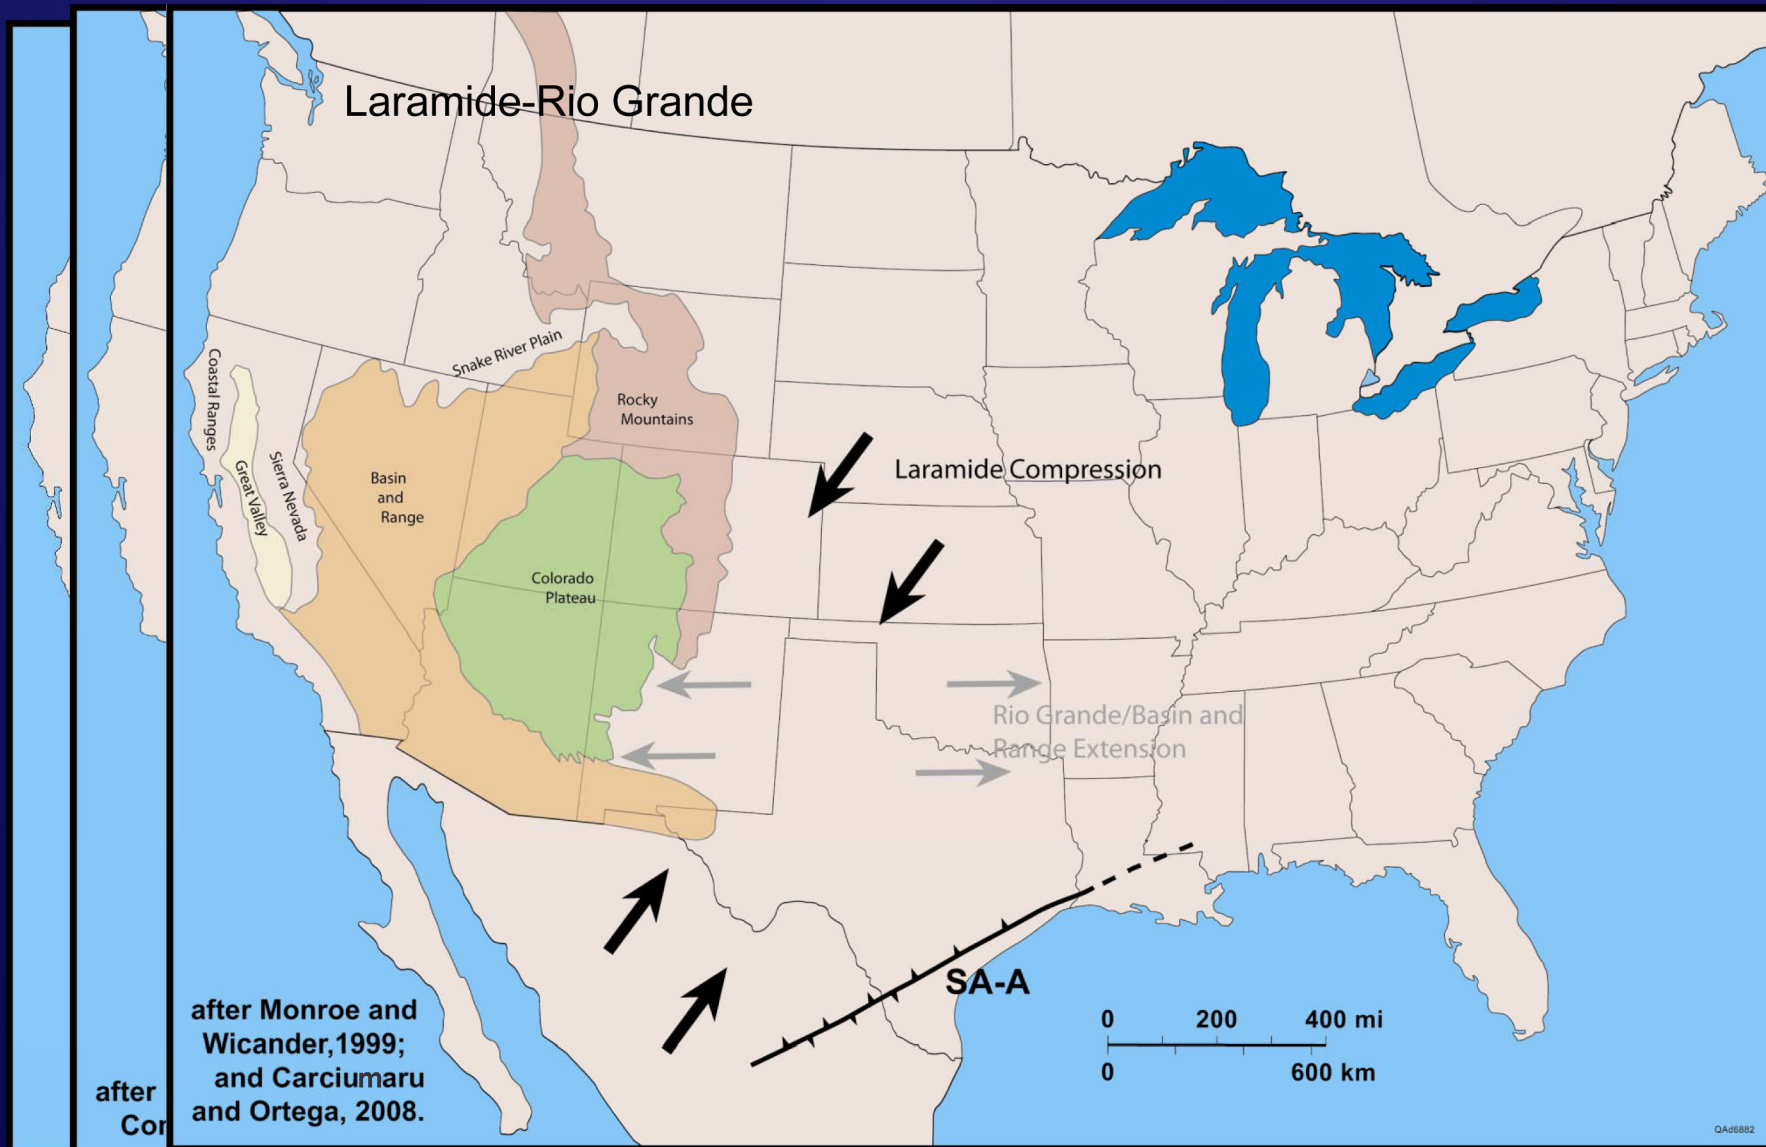 Laramide-Rio Grande
Snake River Plain
Coastal Ranges
Great Valley
Sierra Nevada
Rocky
Mountains
Basin
and
Range
Laramide Compression
Colorado
Plateau
Rio Grande/Basin and
Range Extension
SA-A
after Monroe and
Wicander,1999;
and Carciumaru
and Ortega, 2008.
0 200 400 mi
0 600 km
after
Cor
QAd6882